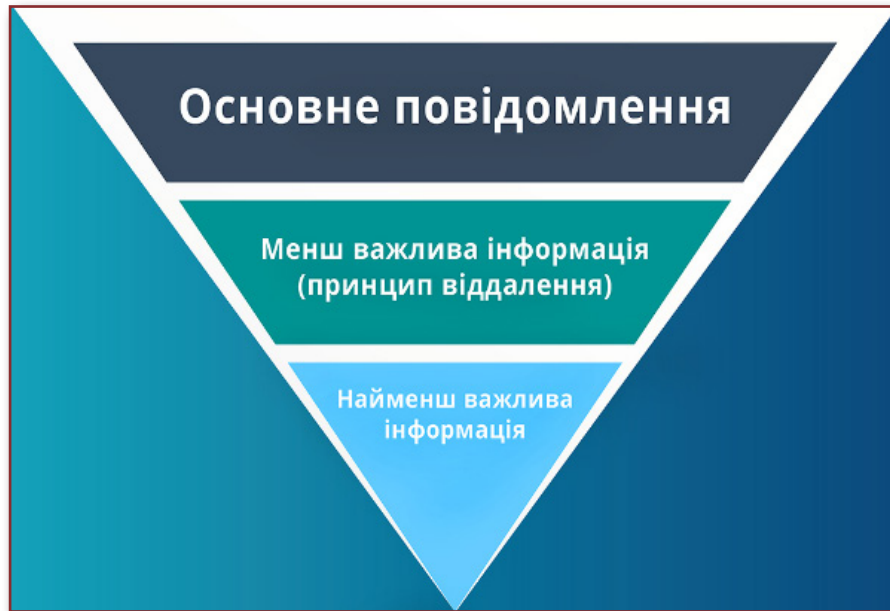 Основне повідомлення
Менш важлива інформація
(принцип віддалення)
Найменш важлива
інформація